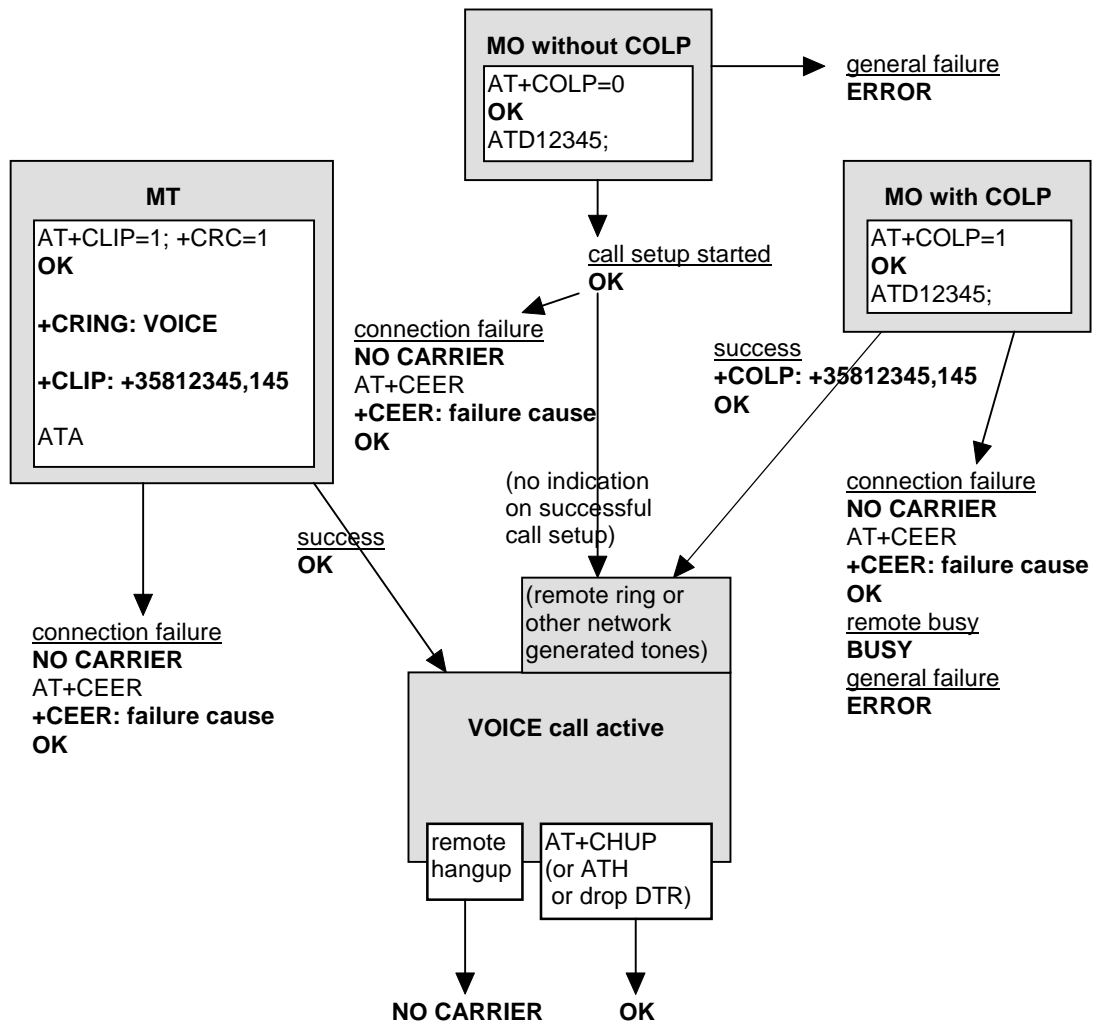 MO without COLP
AT+COLP=0
OK
ATD12345;
general failure
ERROR
MT
AT+CLIP=1; +CRC=1
OK
+CRING: VOICE
+CLIP: +35812345,145
ATA
MO with COLP
AT+COLP=1
OK
ATD12345;
call setup started
OK
connection failure
NO CARRIER
AT+CEER
+CEER: failure cause
OK
success
+COLP: +35812345,145
OK
(no indication
on successful
call setup)
success
OK
connection failure
NO CARRIER
AT+CEER
+CEER: failure cause
OK
remote busy
BUSY
general failure
ERROR
connection failure
NO CARRIER
AT+CEER
+CEER: failure cause
OK
(remote ring or
other network
generated tones)
VOICE call active
remote
hangup
AT+CHUP
(or ATH
or drop DTR)
NO CARRIER
OK